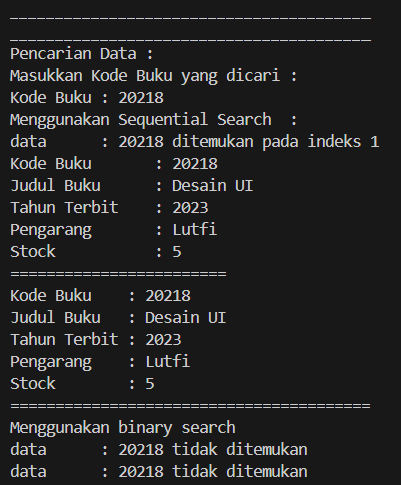 ________________________________________
________________________________________
Pencarian Data :
Masukkan Kode Buku yang dicari :
Kode Buku : 20218
Menggunakan Sequential Search  :
data      : 20218 ditemukan pada indeks 1
Kode Buku       : 20218
Judul Buku      : Desain UI
Tahun Terbit    : 2023
Pengarang       : Lutfi
Stock           : 5
========================
Kode Buku    : 20218
Judul Buku   : Desain UI
Tahun Terbit : 2023
Pengarang    : Lutfi
Stock        : 5
========================================
Menggunakan binary search
data      : 20218 tidak ditemukan
data      : 20218 tidak ditemukan